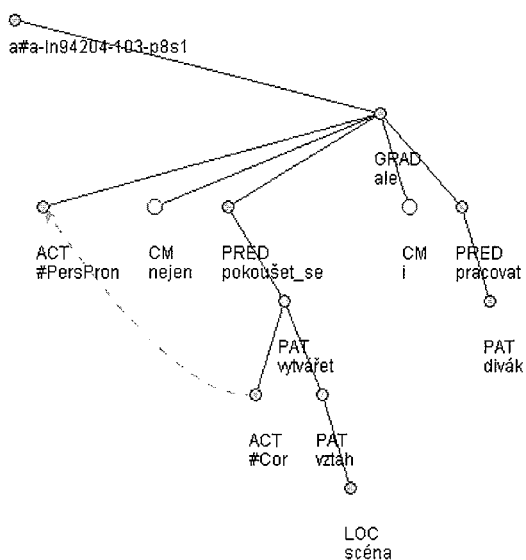 a#a-ln94204-103-p8s1
GRAD
ale
ACT
#PersPron
CM
nejen
PRED
pokoušet_se
CM
i
PRED
pracovat
PAT
vytvářet
PAT
divák
ACT
#Cor
PAT
vztah
LOC
scéna